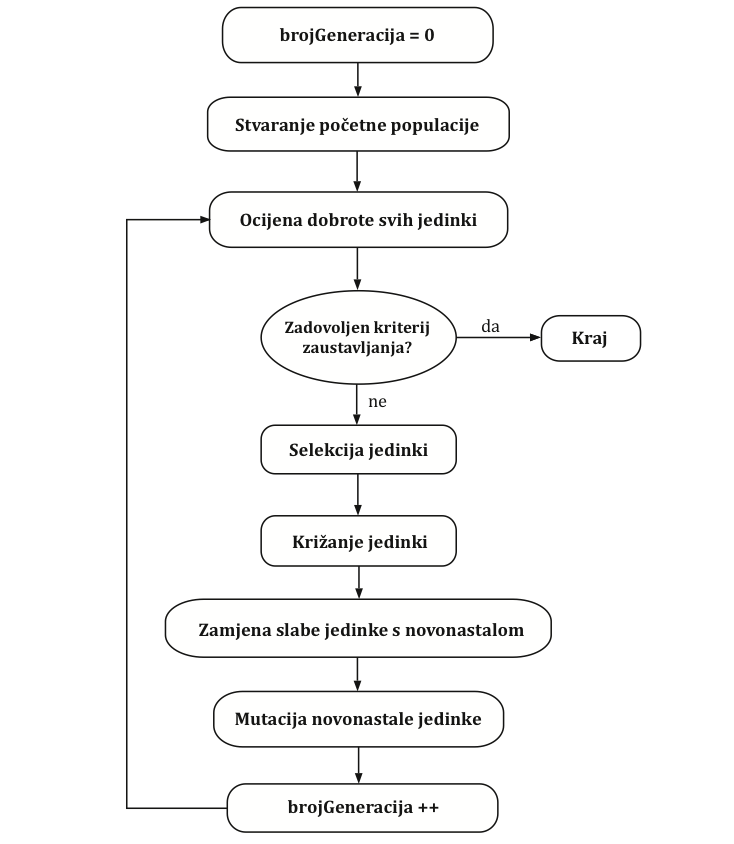 brojGeneracija = 0
Stvaranje početne populacije
Ocijena dobrote svih jedinki
Zadovoljen kriterij
zaustavljanja?
da
Kraj
ne
Selekcija jedinki
Križanje jedinki
Zamjena slabe jedinke s novonastalom
Mutacija novonastale jedinke
brojGeneracija ++